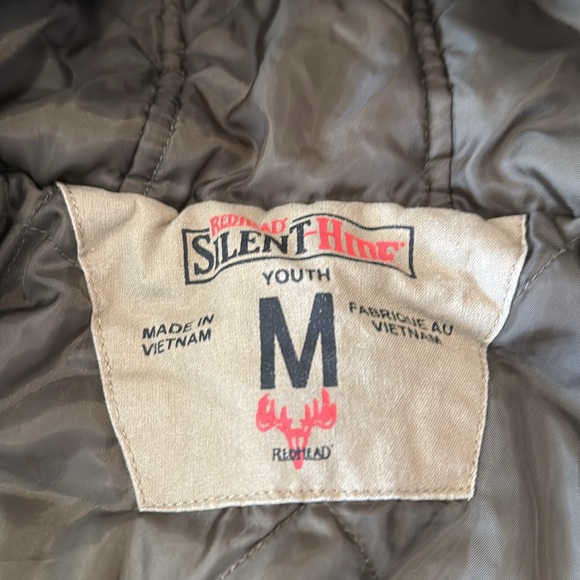 REDHEAD®
SILENT-HIDE®
YOUTH
MADE IN
VIETNAM
M
FABRIQUE AU
VIETNAM
REDHEAD®